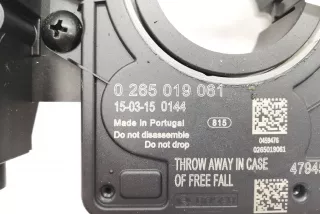 0 265 019 061
15-03-15 0144
Made in Portugal
815
Do not disassemble
Do not drop
0459476
0265019061
THROW AWAY IN CASE
OF FREE FALL
4794